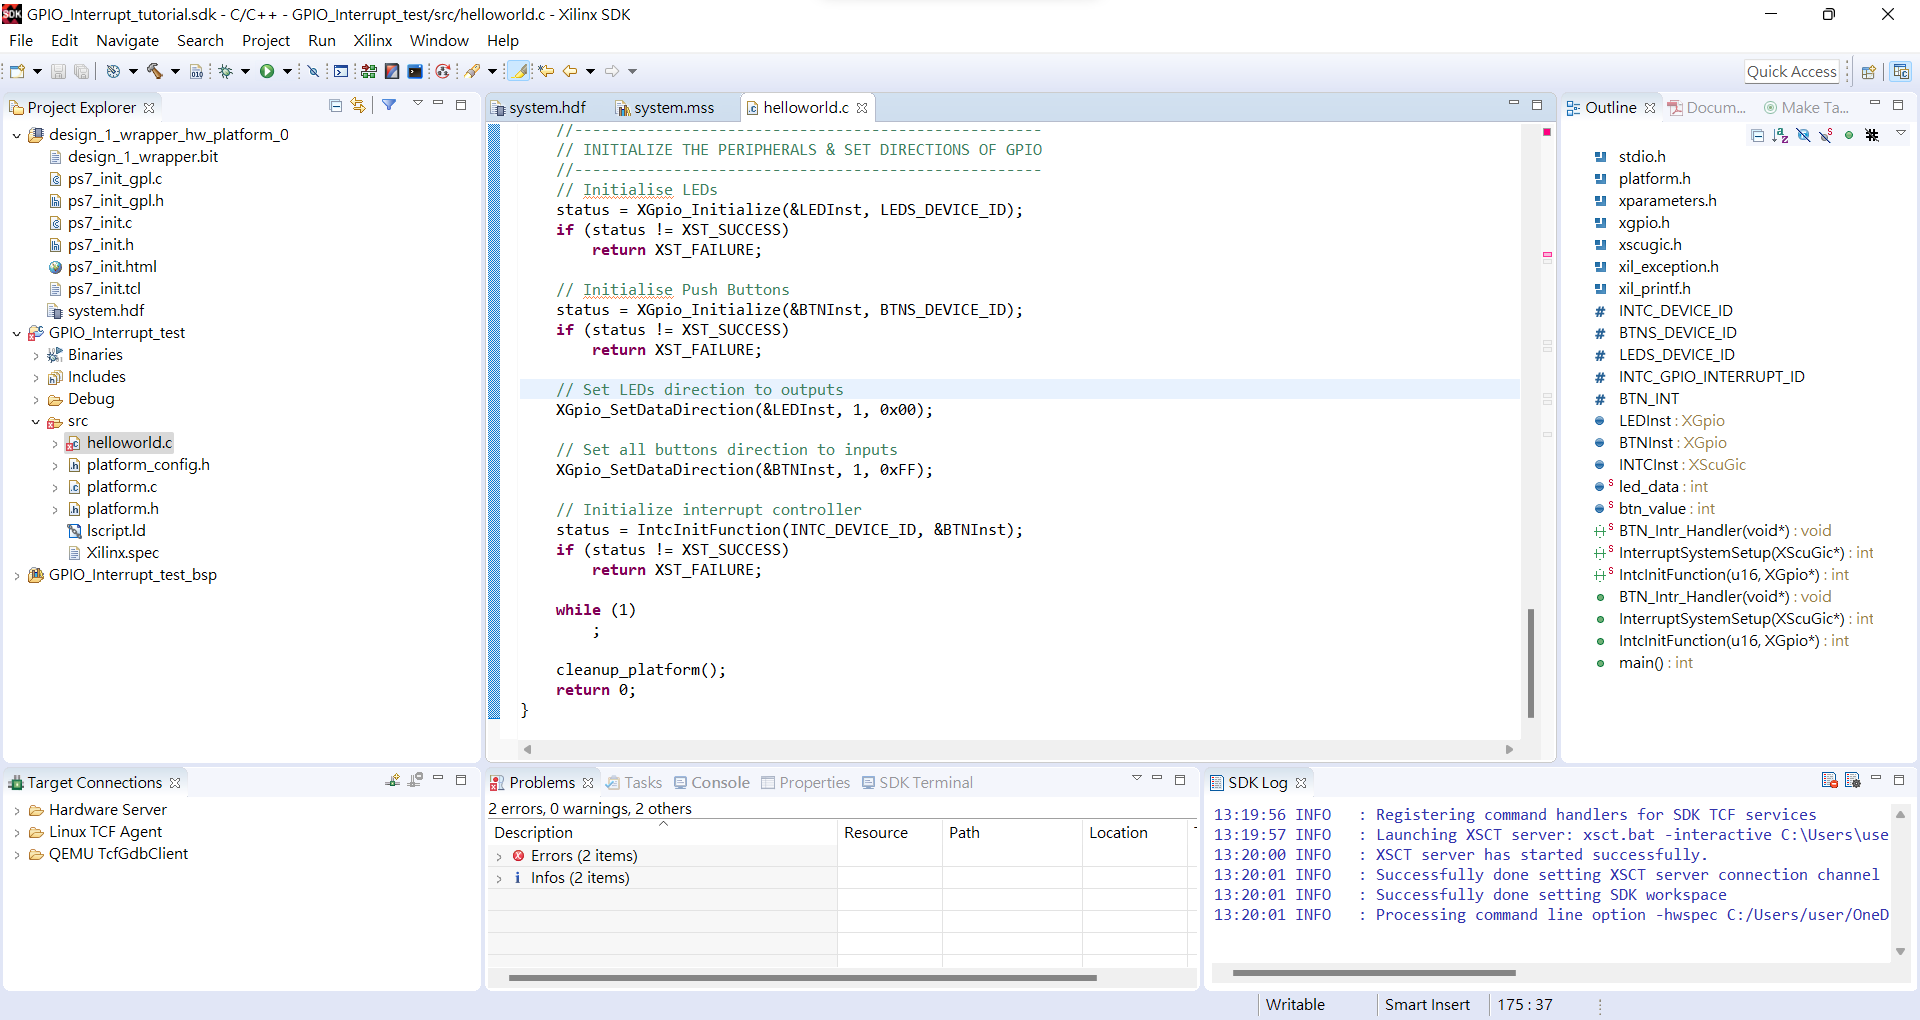 GPIO_Interrupt_tutorial.sdk - C/C++ - GPIO_Interrupt_test/src/helloworld.c - Xilinx SDK
File Edit Navigate Search Project Run Xilinx Window Help
Quick Access
Project Explorer
design_1_wrapper_hw_platform_0
design_1_wrapper.bit
ps7_init_gpl.c
ps7_init_gpl.h
ps7_init.c
ps7_init.h
ps7_init.html
ps7_init.tcl
system.hdf
GPIO_Interrupt_test
Binaries
Includes
Debug
src
helloworld.c
platform_config.h
platform.c
platform.h
lscript.ld
Xilinx.spec
GPIO_Interrupt_test_bsp
system.hdf system.mss helloworld.c
//----------------------------------------------------
// INITIALIZE THE PERIPHERALS & SET DIRECTIONS OF GPIO
//----------------------------------------------------
// Initialise LEDs
status = XGpio_Initialize(&LEDInst, LEDS_DEVICE_ID);
if (status != XST_SUCCESS)
return XST_FAILURE;
// Initialise Push Buttons
status = XGpio_Initialize(&BTNInst, BTNS_DEVICE_ID);
if (status != XST_SUCCESS)
return XST_FAILURE;
// Set LEDs direction to outputs
XGpio_SetDataDirection(&LEDInst, 1, 0x00);
// Set all buttons direction to inputs
XGpio_SetDataDirection(&BTNInst, 1, 0xFF);
// Initialize interrupt controller
status = IntcInitFunction(INTC_DEVICE_ID, &BTNInst);
if (status != XST_SUCCESS)
return XST_FAILURE;
while (1)
;
cleanup_platform();
return 0;
}
Outline Docum... Make Ta...
stdio.h
platform.h
xparameters.h
xgpio.h
xscugic.h
xil_exception.h
xil_printf.h
INTC_DEVICE_ID
BTNS_DEVICE_ID
LEDS_DEVICE_ID
INTC_GPIO_INTERRUPT_ID
BTN_INT
LEDInst : XGpio
BTNInst : XGpio
INTCInst : XScuGic
led_data : int
btn_value : int
BTN_Intr_Handler(void*) : void
InterruptSystemSetup(XScuGic*) : int
IntcInitFunction(u16, XGpio*) : int
BTN_Intr_Handler(void*) : void
InterruptSystemSetup(XScuGic*) : int
IntcInitFunction(u16, XGpio*) : int
main() : int
Target Connections
Hardware Server
Linux TCF Agent
QEMU TcfGdbClient
Problems Tasks Console Properties SDK Terminal
2 errors, 0 warnings, 2 others
Description Resource Path Location
Errors (2 items)
Infos (2 items)
SDK Log
13:19:56 INFO : Registering command handlers for SDK TCF services
13:19:57 INFO : Launching XSCT server: xsct.bat -interactive C:\Users\use
13:20:00 INFO : XSCT server has started successfully.
13:20:01 INFO : Successfully done setting XSCT server connection channel
13:20:01 INFO : Successfully done setting SDK workspace
13:20:01 INFO : Processing command line option -hwspec C:/Users/user/OneD
Writable Smart Insert 175 : 37